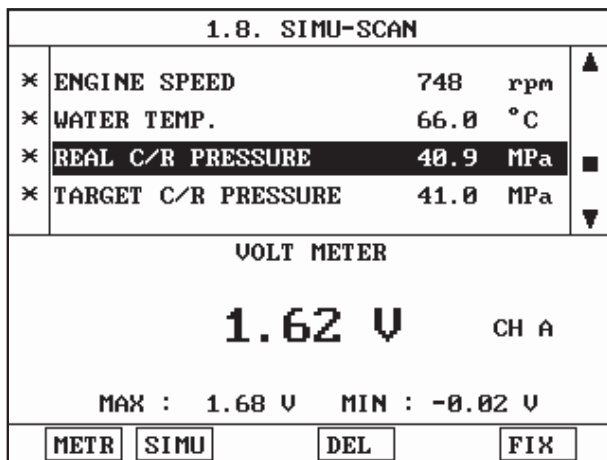 1.8. SIMU-SCAN
* ENGINE SPEED 748 rpm
* WATER TEMP. 66.0 °C
* REAL C/R PRESSURE 40.9 MPa
* TARGET C/R PRESSURE 41.0 MPa
VOLT METER
1.62 V CH A
MAX : 1.68 V MIN : -0.02 V
METR SIMU DEL FIX